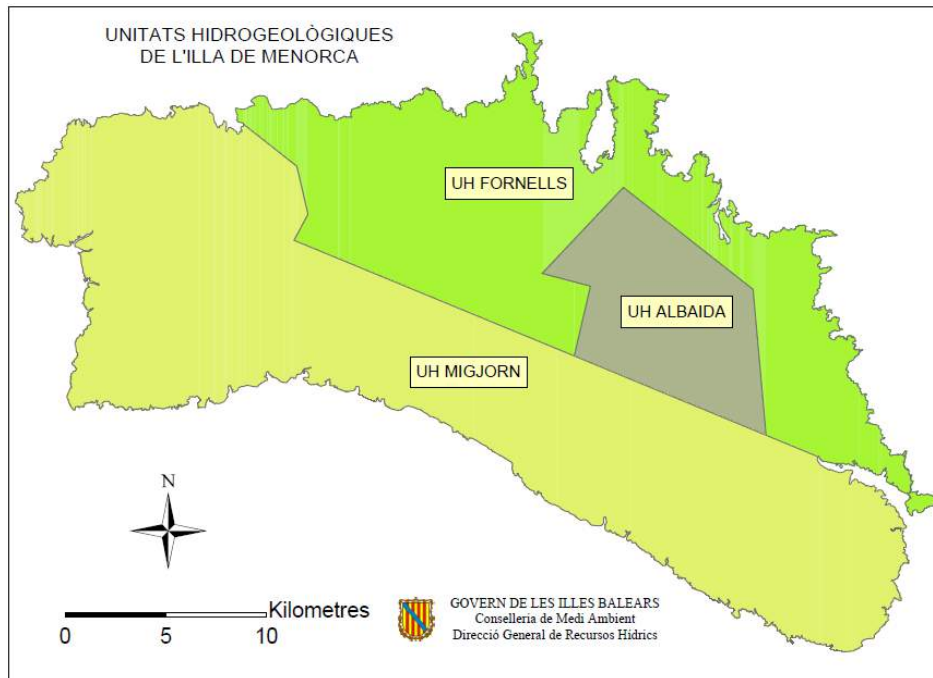 UNITATS HIDROGEOLÒGIQUES
DE L'ILLA DE MENORCA
UH FORNELLS
UH ALBAIDA
UH MIGJORN
N
Kilometres
0 5 10
GOVERN DE LES ILLES BALEARS
Conselleria de Medi Ambient
Direcció General de Recursos Hídrics